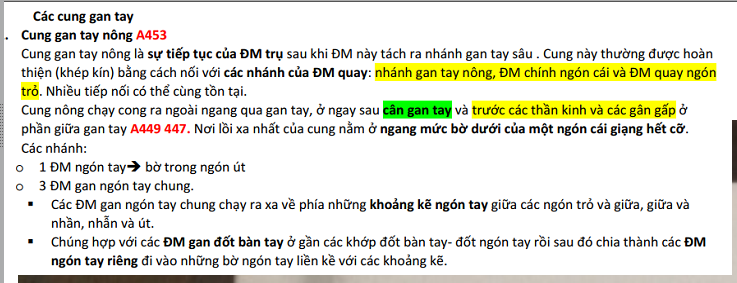 Các cung gan tay
. Cung gan tay nông A453
Cung gan tay nông là sự tiếp tục của ĐM trụ sau khi ĐM này tách ra nhánh gan tay sâu . Cung này thường được hoàn
thiện (khép kín) bằng cách nối với các nhánh của ĐM quay: nhánh gan tay nông, ĐM chính ngón cái và ĐM quay ngón
trỏ. Nhiều tiếp nối có thể cùng tồn tại.
Cung nông chạy cong ra ngoài ngang qua gan tay, ở ngay sau cân gan tay và trước các thần kinh và các gân gấp ở
phần giữa gan tay A449 447. Nơi lồi xa nhất của cung nằm ở ngang mức bờ dưới của một ngón cái giạng hết cỡ.
Các nhánh:
o 1 ĐM ngón tay➔ bờ trong ngón út
o 3 ĐM gan ngón tay chung.
▪ Các ĐM gan ngón tay chung chạy ra xa về phía những khoảng kẽ ngón tay giữa các ngón trỏ và giữa, giữa và
nhẫn, nhẫn và út.
▪ Chúng hợp với các ĐM gan đốt bàn tay ở gần các khớp đốt bàn tay- đốt ngón tay rồi sau đó chia thành các ĐM
ngón tay riêng đi vào những bờ ngón tay liền kề với các khoảng kẽ.